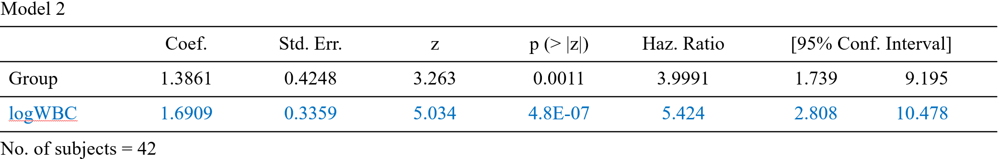 Model 2
Coef. Std. Err. z p (> |z|) Haz. Ratio [95% Conf. Interval]
Group 1.3861 0.4248 3.263 0.0011 3.9991 1.739 9.195
logWBC 1.6909 0.3359 5.034 4.8E-07 5.424 2.808 10.478
No. of subjects = 42